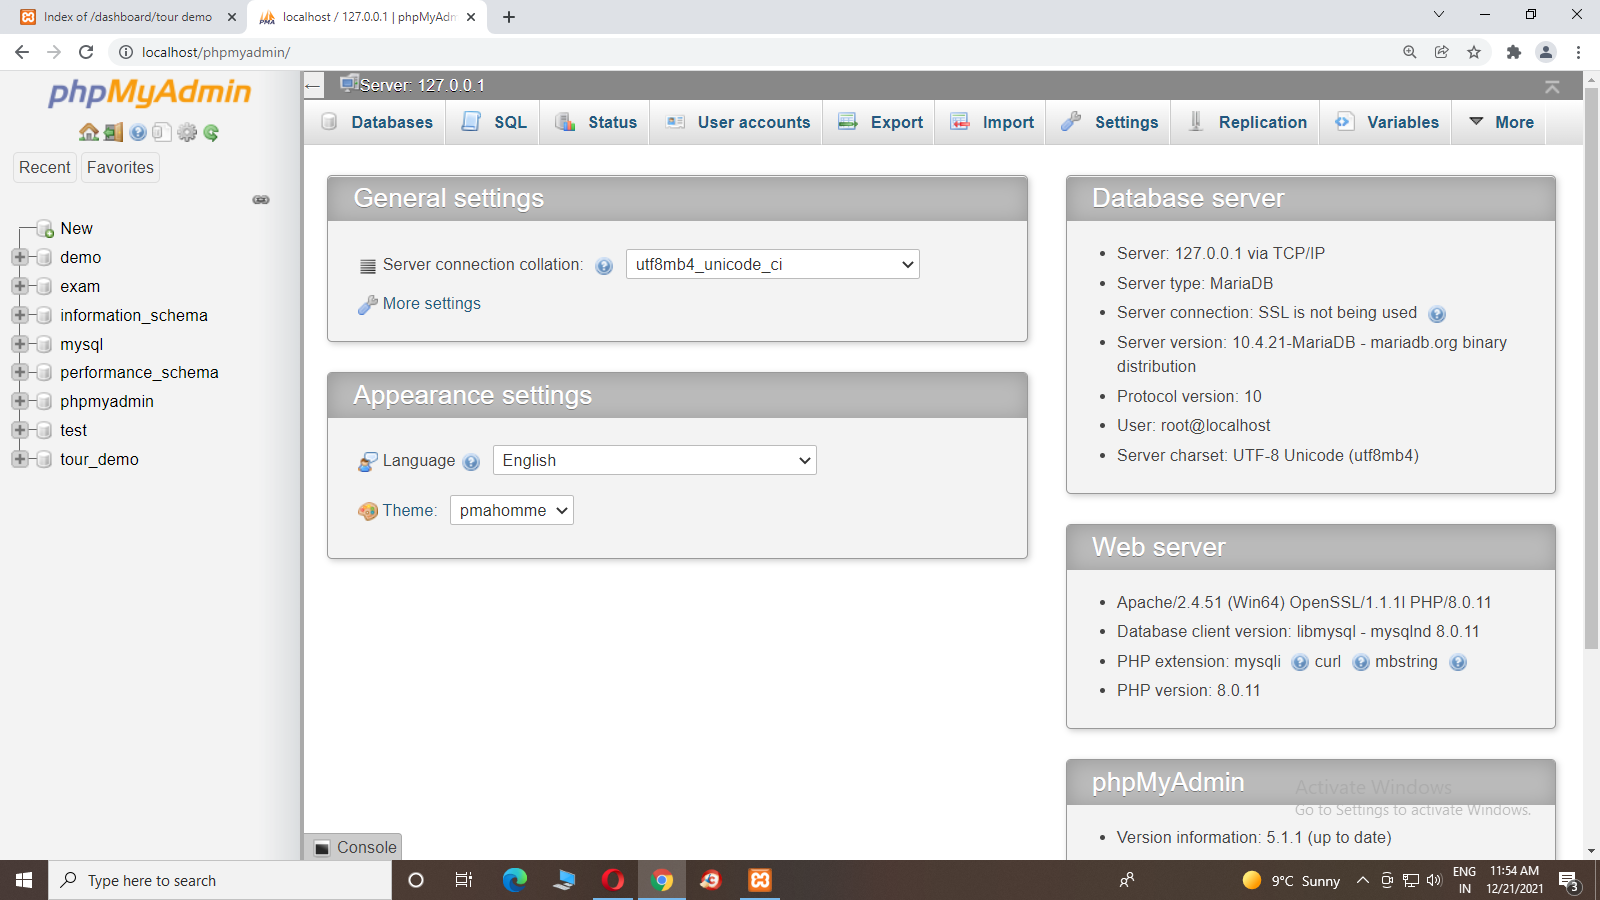 Index of /dashboard/tour demo
localhost / 127.0.0.1 | phpMyAdm
localhost/phpmyadmin/
phpMyAdmin
Recent
Favorites
New
demo
exam
information_schema
mysql
performance_schema
phpmyadmin
test
tour_demo
Server: 127.0.0.1
Databases
SQL
Status
User accounts
Export
Import
Settings
Replication
Variables
More
General settings
Server connection collation:
utf8mb4_unicode_ci
More settings
Appearance settings
Language
English
Theme:
pmahomme
Database server
Server: 127.0.0.1 via TCP/IP
Server type: MariaDB
Server connection: SSL is not being used
Server version: 10.4.21-MariaDB - mariadb.org binary
distribution
Protocol version: 10
User: root@localhost
Server charset: UTF-8 Unicode (utf8mb4)
Web server
Apache/2.4.51 (Win64) OpenSSL/1.1.1l PHP/8.0.11
Database client version: libmysql - mysqlnd 8.0.11
PHP extension: mysqli curl mbstring
PHP version: 8.0.11
phpMyAdmin
Activate Windows
Go to Settings to activate Windows.
Version information: 5.1.1 (up to date)
Console
Type here to search
9°C Sunny
ENG
IN
11:54 AM
12/21/2021
3